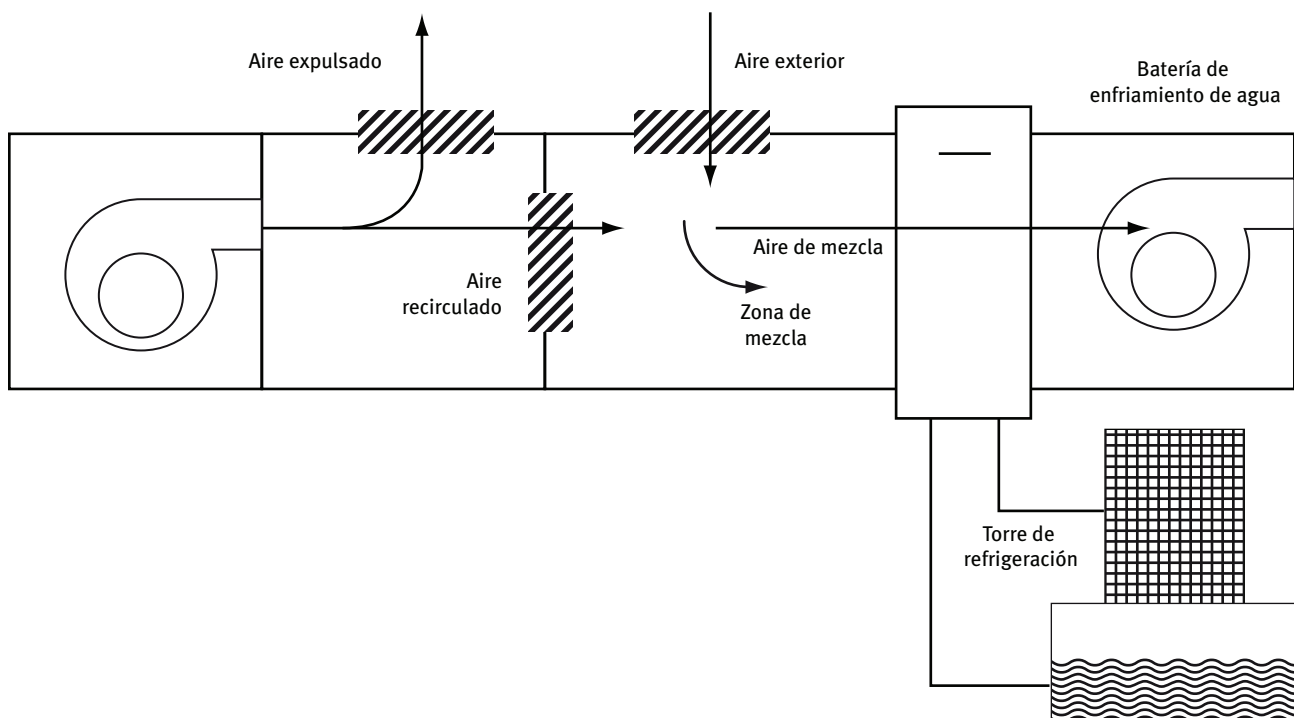 Aire expulsado
Aire exterior
Batería de
enfriamiento de agua
Aire
recirculado
Aire de mezcla
Zona de
mezcla
Torre de
refrigeración